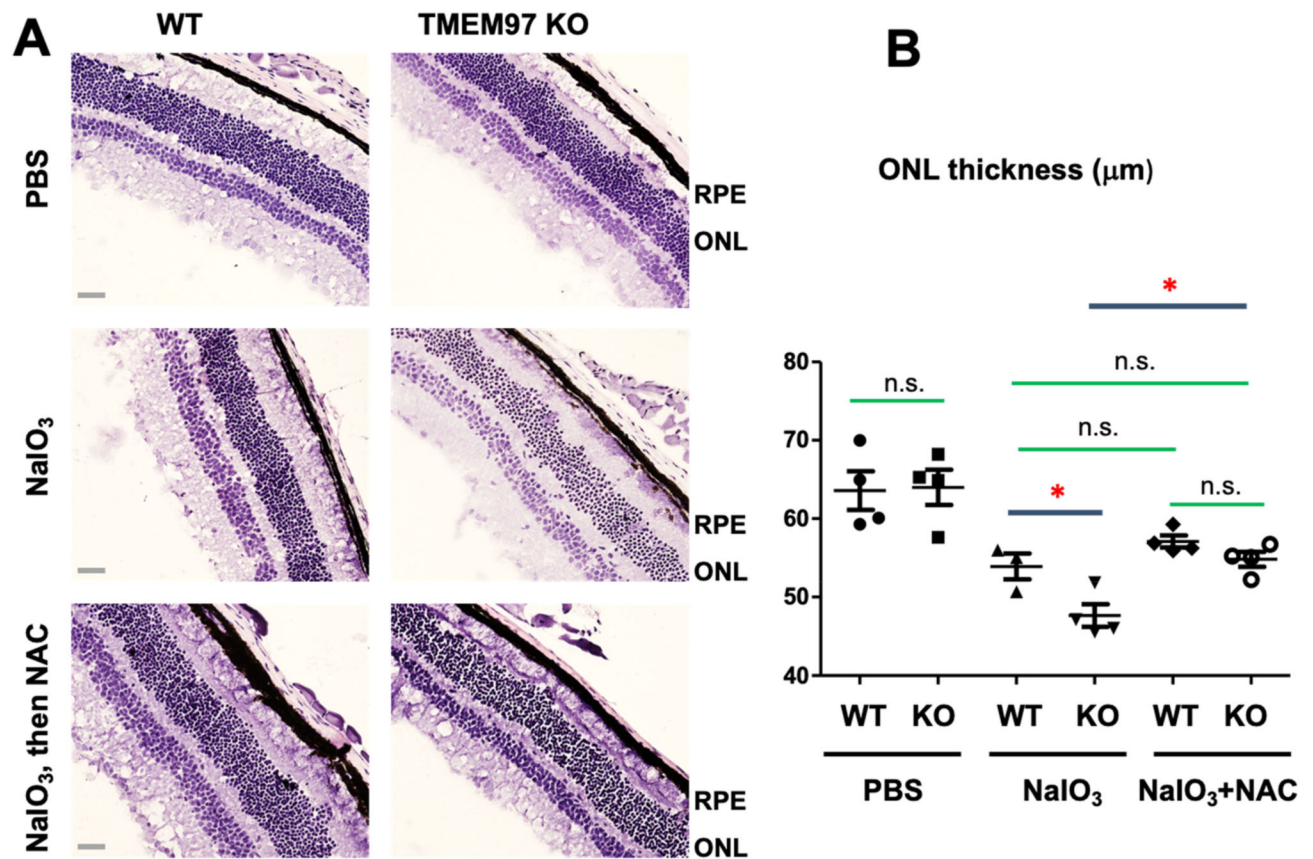 A
WT
TMEM97 KO
PBS
RPE
ONL
NaIO₃
RPE
ONL
NaIO₃, then NAC
RPE
ONL
B
ONL thickness (μm)
*
n.s.
n.s.
n.s.
*
n.s.
80
70
60
50
40
WT KO WT KO WT KO
PBS NaIO₃ NaIO₃+NAC